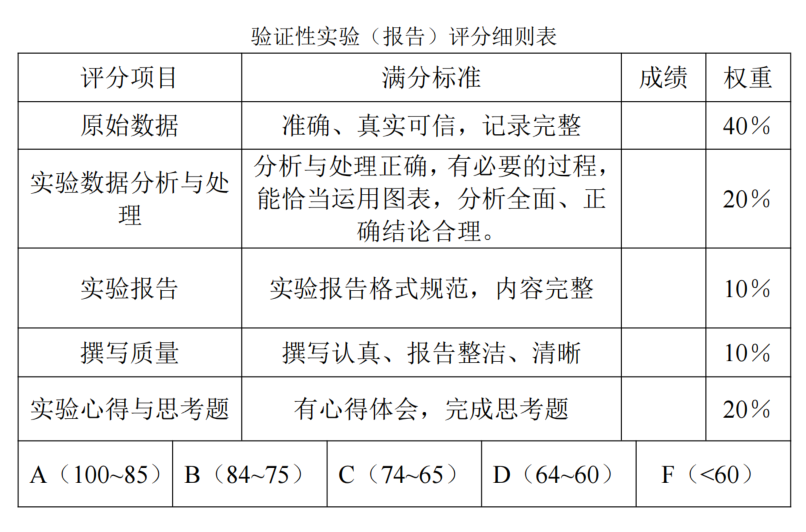 验证性实验（报告）评分细则表
评分项目 满分标准 成绩 权重
原始数据 准确、真实可信，记录完整 40%
实验数据分析与处
理
分析与处理正确，有必要的过程，
能恰当运用图表，分析全面、正
确结论合理。
20%
实验报告 实验报告格式规范，内容完整 10%
撰写质量 撰写认真、报告整洁、清晰 10%
实验心得与思考题 有心得体会，完成思考题 20%
A（100~85） B（84~75） C（74~65） D（64~60） F（<60）